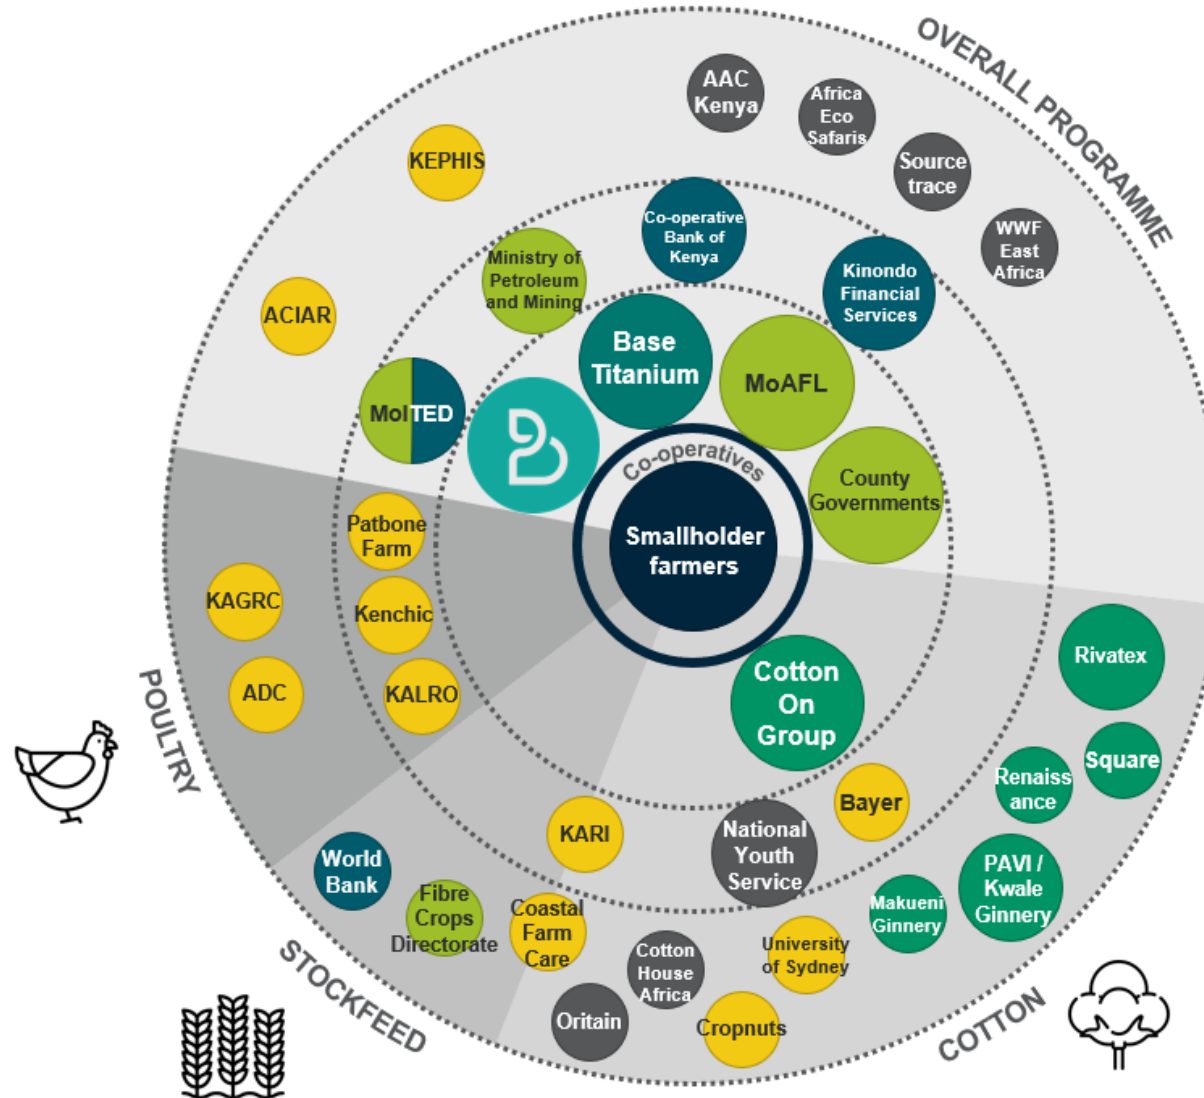 OVERALL PROGRAMME
AAC
Kenya
Africa
Eco
Safaris
Source
trace
WWF
East
Africa
KEPHIS
ACIAR
Co-operative
Bank of
Kenya
Kinondo
Financial
Services
Ministry of
Petroleum
and Mining
MoITED
Base
Titanium
MoAFL
County
Governments
Co-operatives
Smallholder
farmers
Patbone
Farm
Kenchic
KALRO
KAGRC
ADC
POULTRY
Cotton
On
Group
Rivatex
Square
Renaiss
ance
PAVI /
Kwale
Ginnery
Makueni
Ginnery
Bayer
National
Youth
Service
KARI
World
Bank
Fibre
Crops
Directorate
Coastal
Farm
Care
University
of Sydney
Cotton
House
Africa
Oritain
Cropnuts
STOCKFEED
COTTON